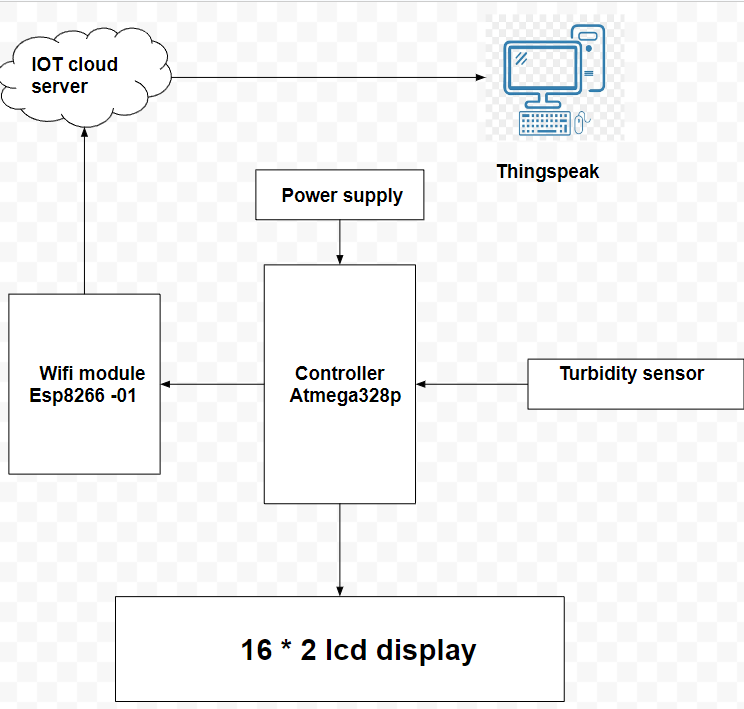 IOT cloud
server
Thingspeak
Power supply
Wifi module
Esp8266 -01
Controller
Atmega328p
Turbidity sensor
16 * 2 lcd display